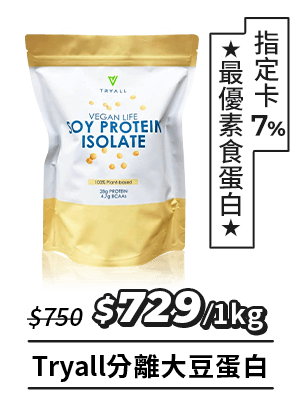 指定卡7%
★最優素食蛋白★
TRYALL
VEGAN LIFE
SOY PROTEIN
ISOLATE
100% Plant-based
28g PROTEIN
4.7g BCAAs
$750 $729/1kg
Tryall分離大豆蛋白